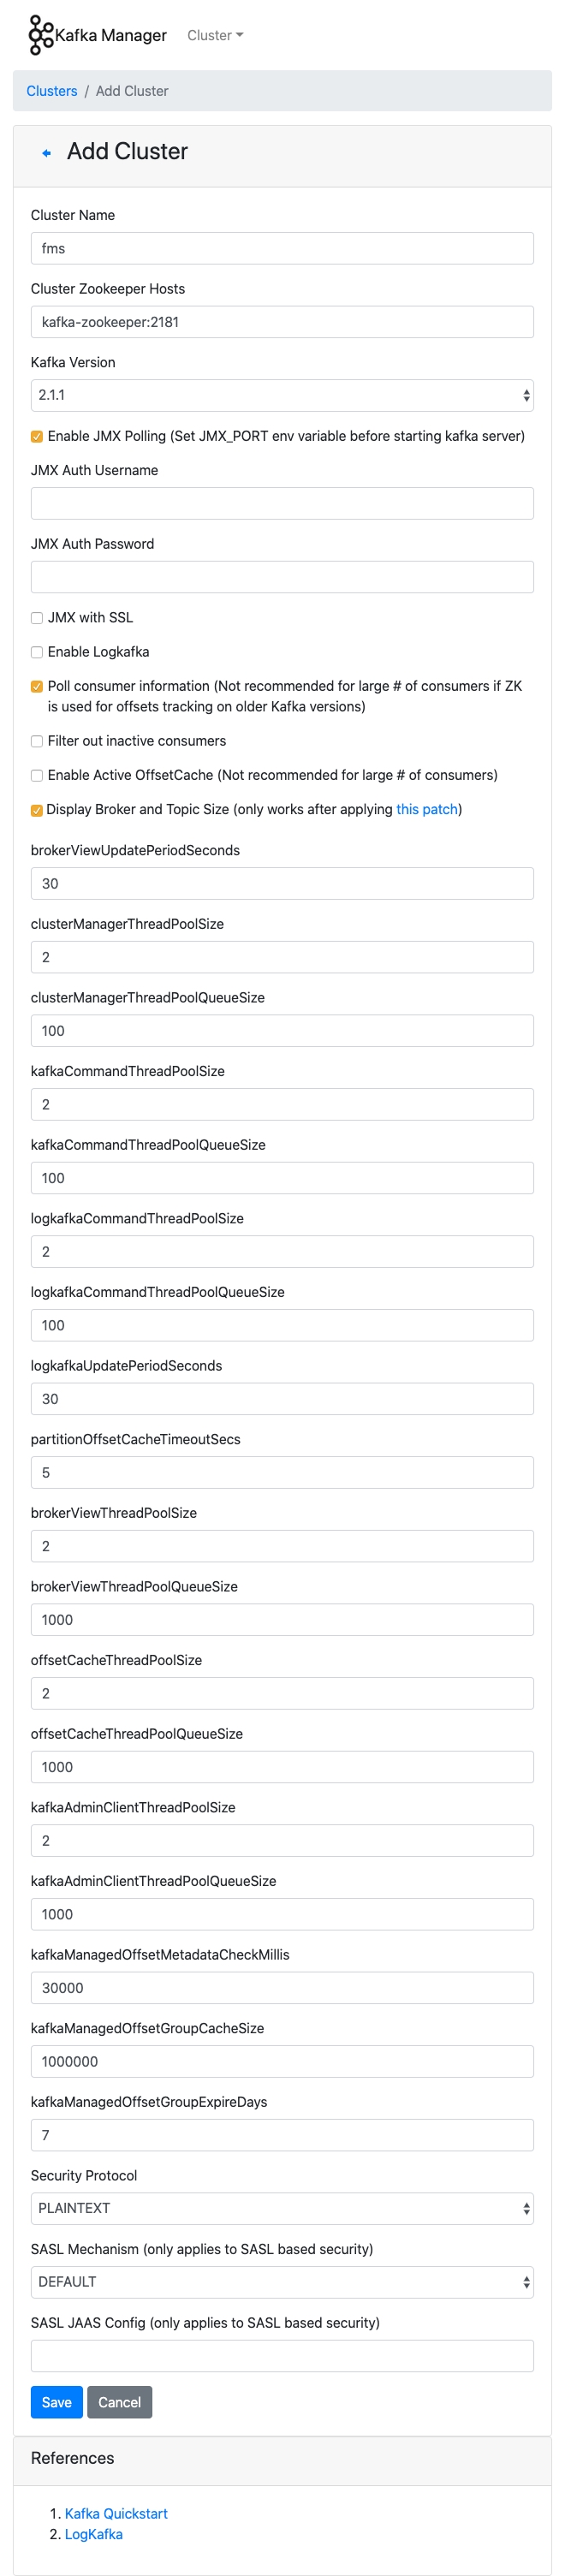 Kafka Manager Cluster
Clusters / Add Cluster
Add Cluster
Cluster Name
fms
Cluster Zookeeper Hosts
kafka-zookeeper:2181
Kafka Version
2.1.1
Enable JMX Polling (Set JMX_PORT env variable before starting kafka server)
JMX Auth Username
JMX Auth Password
JMX with SSL
Enable Logkafka
Poll consumer information (Not recommended for large # of consumers if ZK
is used for offsets tracking on older Kafka versions)
Filter out inactive consumers
Enable Active OffsetCache (Not recommended for large # of consumers)
Display Broker and Topic Size (only works after applying this patch)
brokerViewUpdatePeriodSeconds
30
clusterManagerThreadPoolSize
2
clusterManagerThreadPoolQueueSize
100
kafkaCommandThreadPoolSize
2
kafkaCommandThreadPoolQueueSize
100
logkafkaCommandThreadPoolSize
2
logkafkaCommandThreadPoolQueueSize
100
logkafkaUpdatePeriodSeconds
30
partitionOffsetCacheTimeoutSecs
5
brokerViewThreadPoolSize
2
brokerViewThreadPoolQueueSize
1000
offsetCacheThreadPoolSize
2
offsetCacheThreadPoolQueueSize
1000
kafkaAdminClientThreadPoolSize
2
kafkaAdminClientThreadPoolQueueSize
1000
kafkaManagedOffsetMetadataCheckMillis
30000
kafkaManagedOffsetGroupCacheSize
1000000
kafkaManagedOffsetGroupExpireDays
7
Security Protocol
PLAINTEXT
SASL Mechanism (only applies to SASL based security)
DEFAULT
SASL JAAS Config (only applies to SASL based security)
Save Cancel
References
1. Kafka Quickstart
2. LogKafka